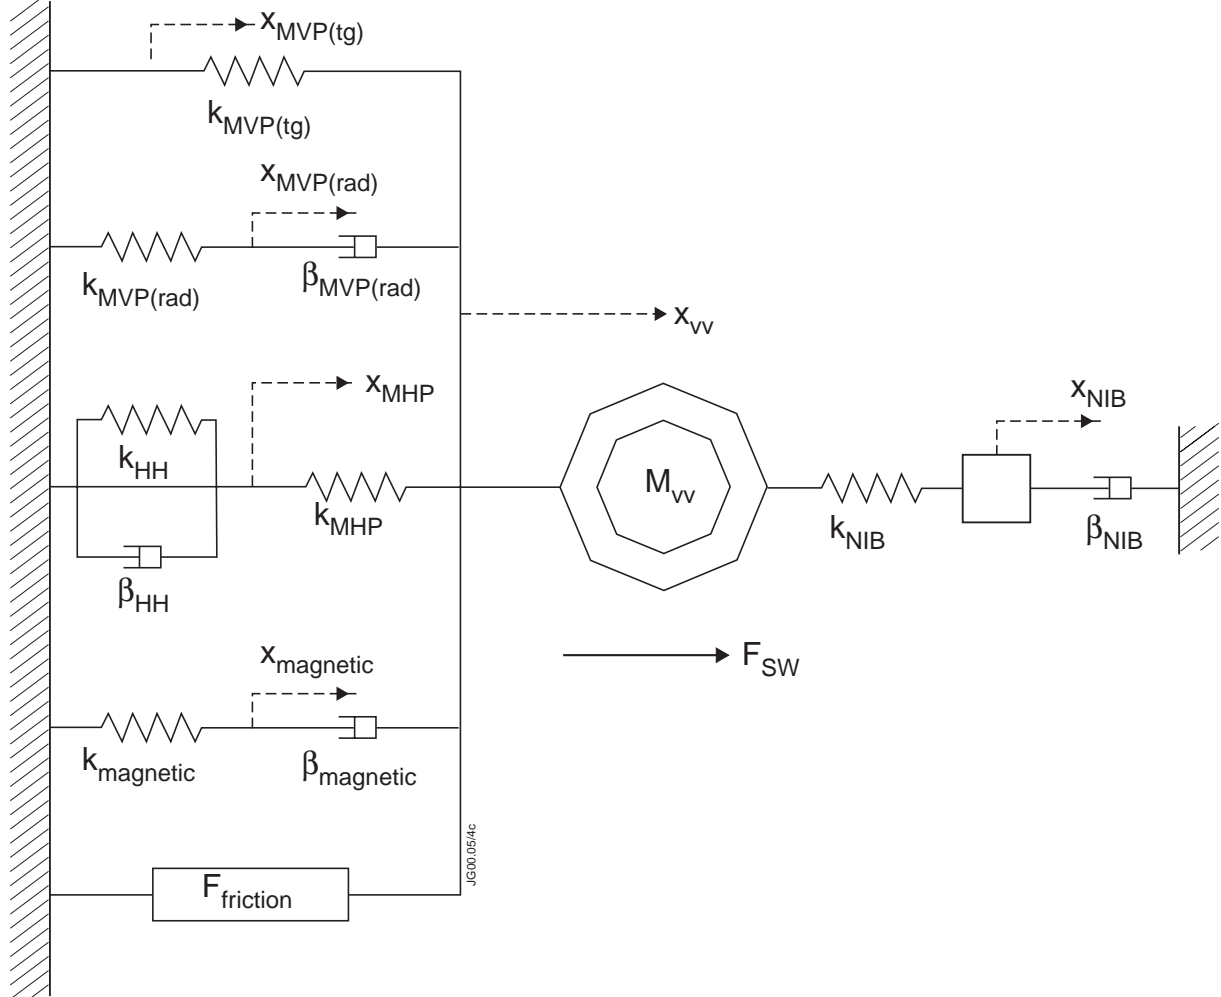 x_MVP(tg)
k_MVP(tg)
x_MVP(rad)
k_MVP(rad)
β_MVP(rad)
x_vv
x_MHP
k_HH
k_MHP
β_HH
M_vv
x_NIB
k_NIB
β_NIB
F_SW
x_magnetic
k_magnetic
β_magnetic
JG00.05/4c
F_friction